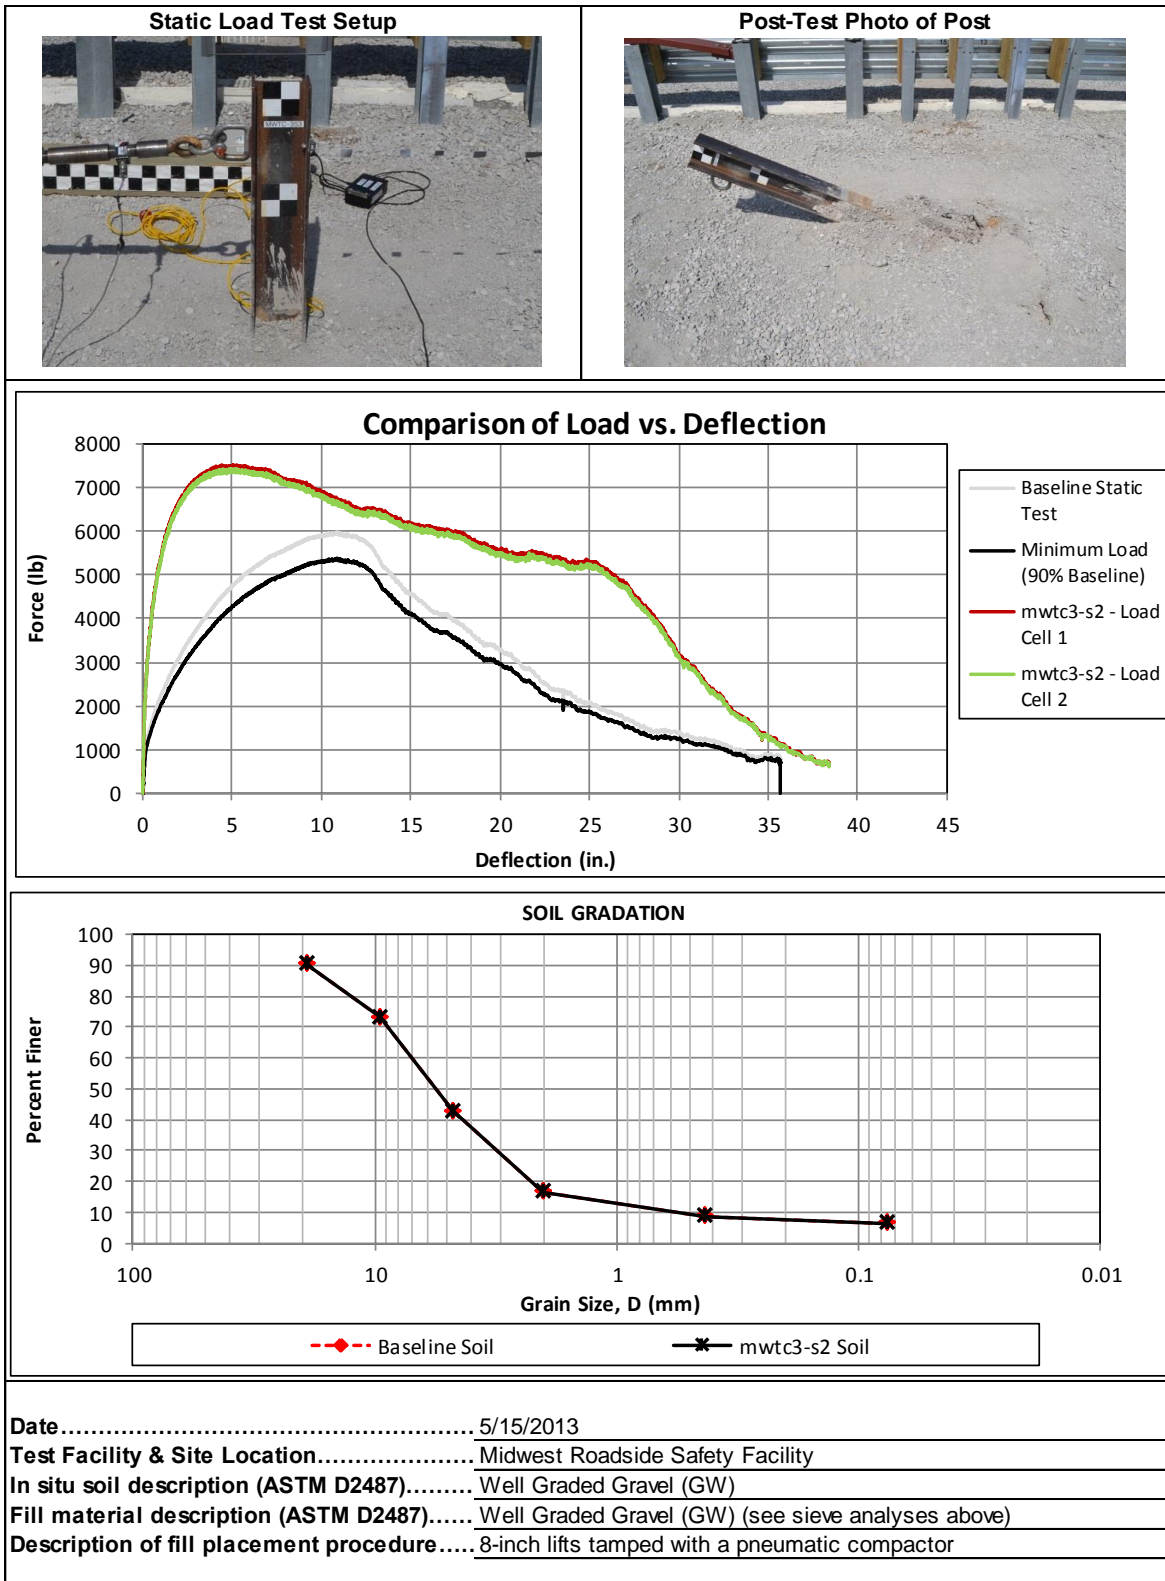 Static Load Test Setup
Post-Test Photo of Post
MWTC-SS3
Comparison of Load vs. Deflection
8000
7000
6000
5000
4000
3000
2000
1000
0
Force (lb)
0 5 10 15 20 25 30 35 40 45
Deflection (in.)
Baseline Static
Test
Minimum Load
(90% Baseline)
mwtc3-s2 - Load
Cell 1
mwtc3-s2 - Load
Cell 2
SOIL GRADATION
100
90
80
70
60
50
40
30
20
10
0
Percent Finer
100 10 1 0.1 0.01
Grain Size, D (mm)
Baseline Soil
mwtc3-s2 Soil
Date.................................................. 5/15/2013
Test Facility & Site Location..................... Midwest Roadside Safety Facility
In situ soil description (ASTM D2487)......... Well Graded Gravel (GW)
Fill material description (ASTM D2487)...... Well Graded Gravel (GW) (see sieve analyses above)
Description of fill placement procedure..... 8-inch lifts tamped with a pneumatic compactor